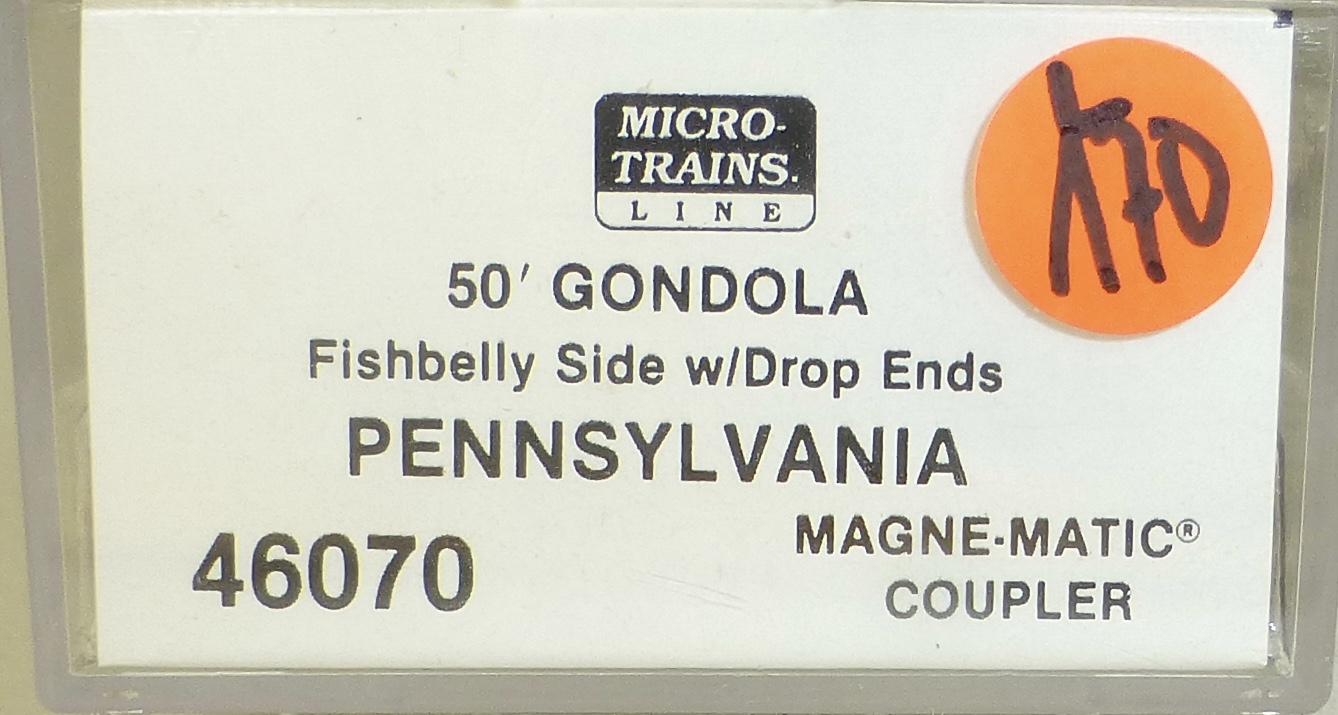 MICRO-
TRAINS.
LINE
50' GONDOLA
Fishbelly Side w/Drop Ends
PENNSYLVANIA
46070
MAGNE-MATIC®
COUPLER